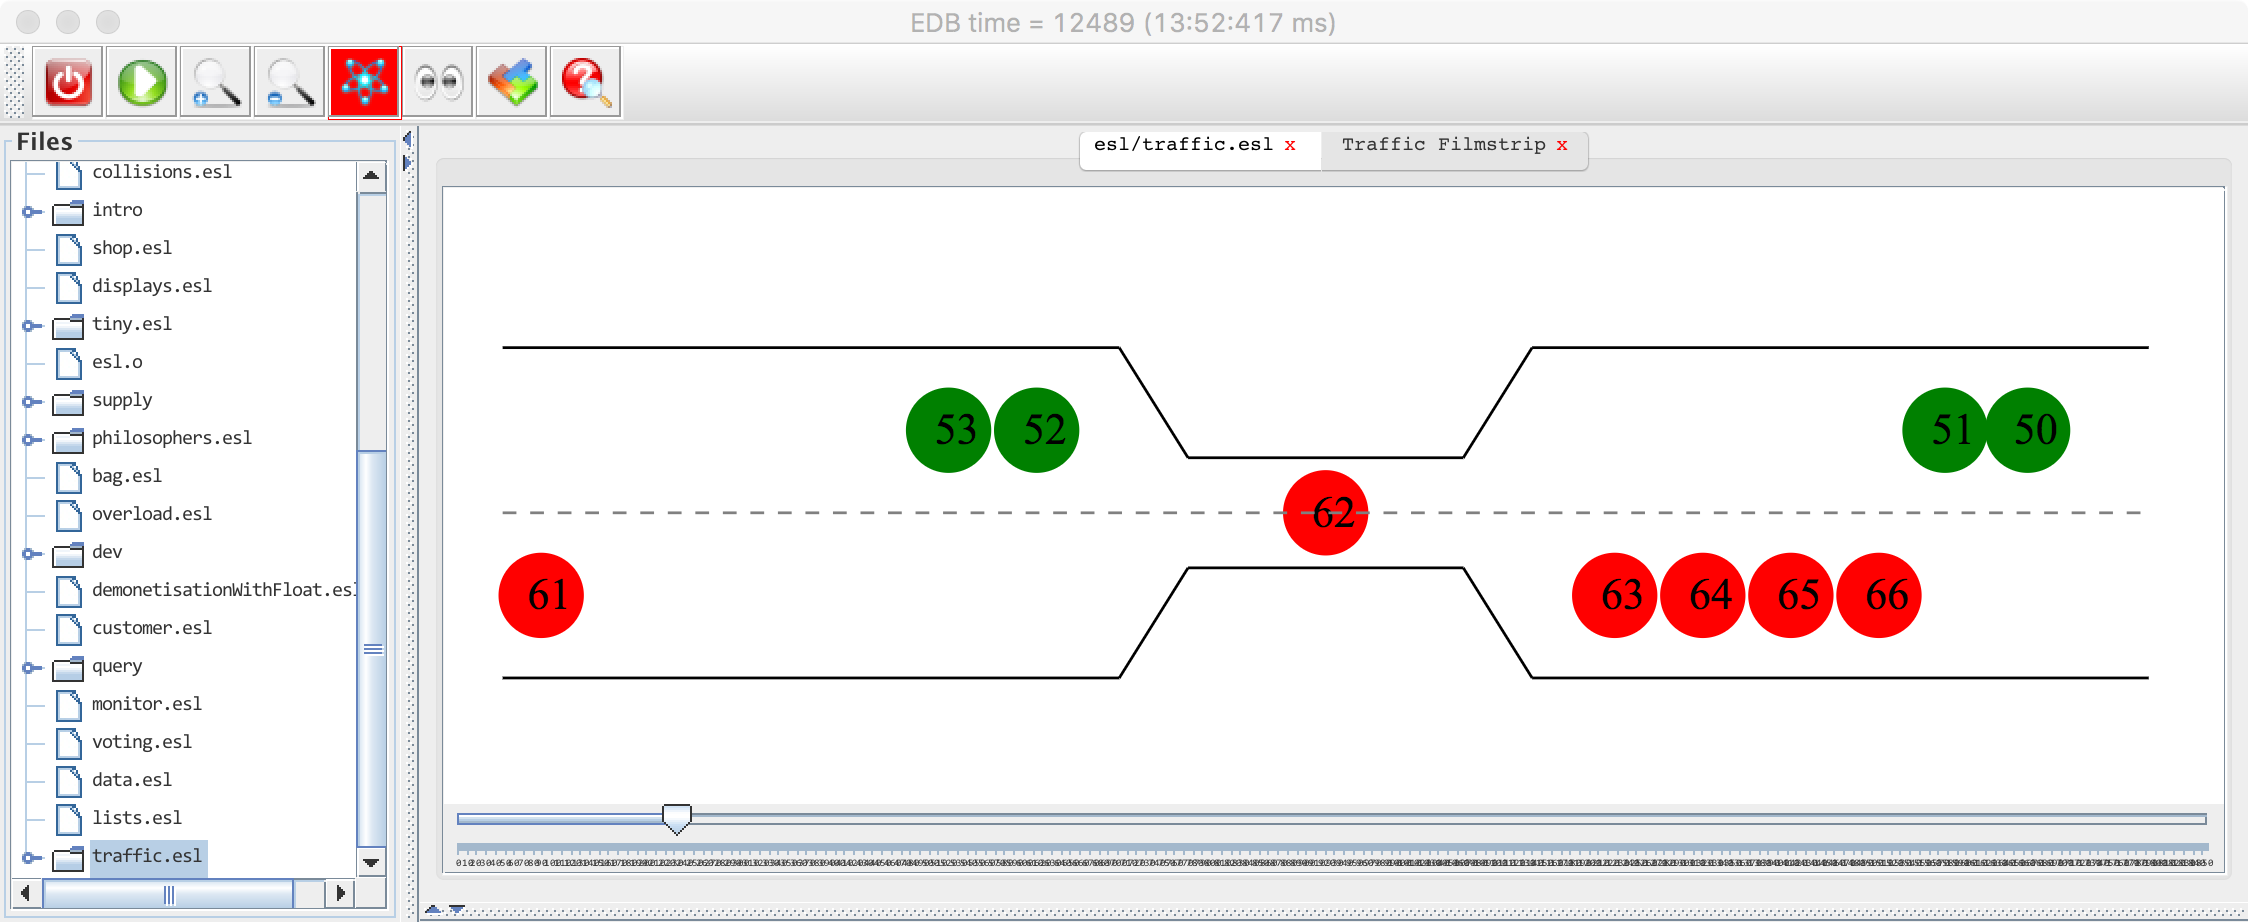 EDB time = 12489 (13:52:417 ms)
Files
collisions.esl
intro
shop.esl
displays.esl
tiny.esl
esl.o
supply
philosophers.esl
bag.esl
overload.esl
dev
demonetisationWithFloat.esl
customer.esl
query
monitor.esl
voting.esl
data.esl
lists.esl
traffic.esl
esl/traffic.esl x
Traffic Filmstrip x
53 52 51 50
62
61 63 64 65 66